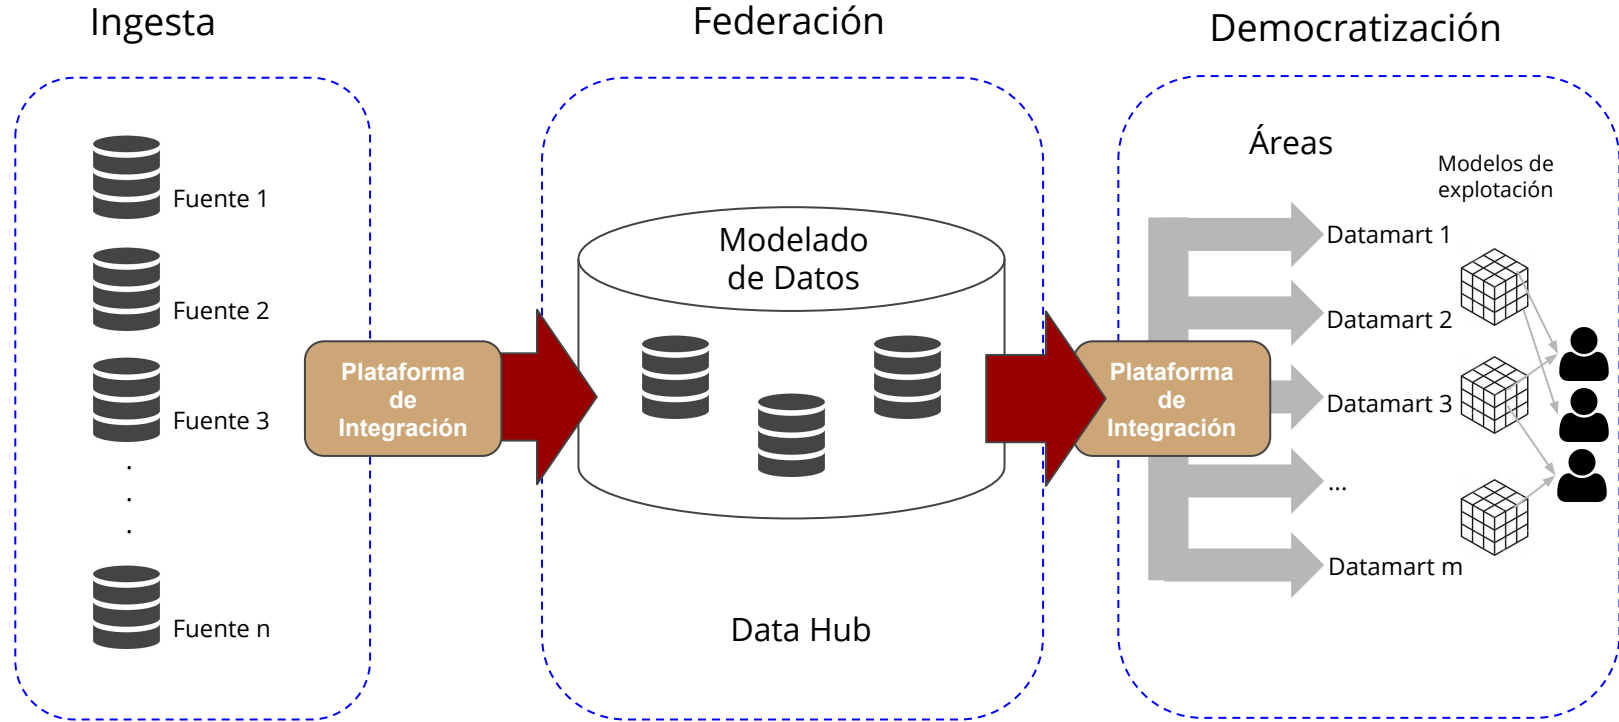 Ingesta
Federación
Democratización
Fuente 1
Fuente 2
Fuente 3
.
.
.
Fuente n
Plataforma
de
Integración
Modelado
de Datos
Data Hub
Plataforma
de
Integración
Áreas
Datamart 1
Datamart 2
Datamart 3
...
Datamart m
Modelos de
explotación